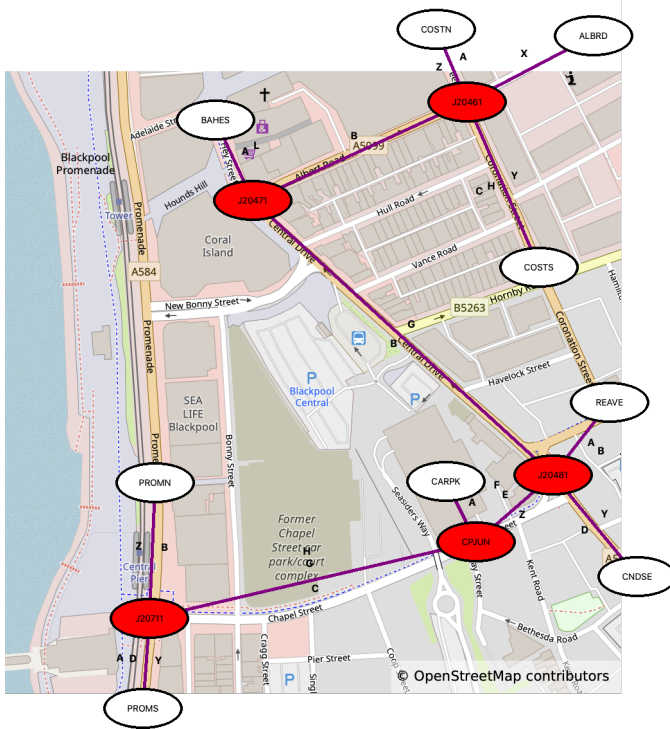 COSTN
A
Z
X
ALBRD
J20461
BAHES
Adelaide
B
A5099
A L
Albert Road
Blackpool
Promenade
Tower
Hounds Hill
J20471
Hull Road
Coronation Street
Y
H
C
Coral
Island
Central Drive
Vance Road
COSTS
Promenade
A584
New Bonny Street
B5263
Hornby
G
B
Central Drive
Coronation Street
Promenade
Havelock Street
P
Blackpool
Central
P
SEA
LIFE
Blackpool
REAVE
A
B
Bonny Street
PROMN
CARPK
J20481
F
E
A
Z
Seasiders Way
Y
D
Z
B
Former
Chapel
Street car
park/court
complex
H
G
C
CPJUN
Central
Pier
Kent Road
CNDSE
J20711
Chapel Street
Bethesda Road
A D
Y
Cragg Street
Pier Street
P
© OpenStreetMap contributors
PROMS